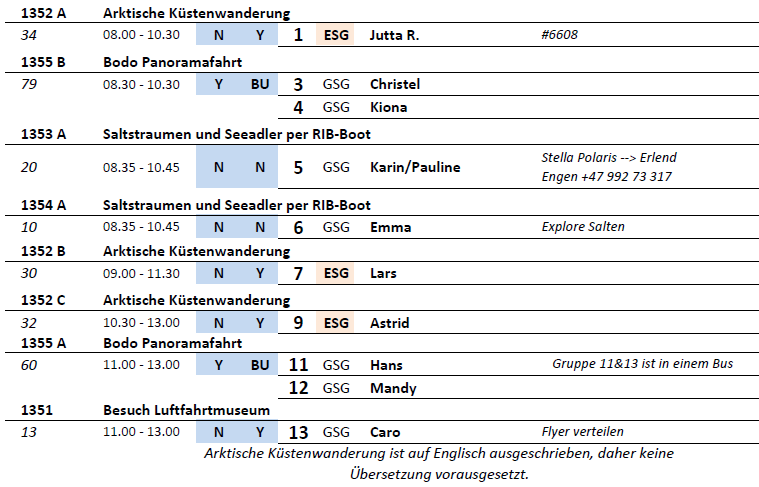 1352 A Arktische Küstenwanderung
34 08.00 - 10.30 N Y 1 ESG Jutta R. #6608
1355 B Bodo Panoramafahrt
79 08.30 - 10.30 Y BU 3 GSG Christel
4 GSG Kiona
1353 A Saltstraumen und Seeadler per RIB-Boot
20 08.35 - 10.45 N N 5 GSG Karin/Pauline Stella Polaris --> Erlend
Engen +47 992 73 317
1354 A Saltstraumen und Seeadler per RIB-Boot
10 08.35 - 10.45 N N 6 GSG Emma Explore Salten
1352 B Arktische Küstenwanderung
30 09.00 - 11.30 N Y 7 ESG Lars
1352 C Arktische Küstenwanderung
32 10.30 - 13.00 N Y 9 ESG Astrid
1355 A Bodo Panoramafahrt
60 11.00 - 13.00 Y BU 11 GSG Hans Gruppe 11&13 ist in einem Bus
12 GSG Mandy
1351 Besuch Luftfahrtmuseum
13 11.00 - 13.00 N Y 13 GSG Caro Flyer verteilen
Arktische Küstenwanderung ist auf Englisch ausgeschrieben, daher keine
Übersetzung vorausgesetzt.